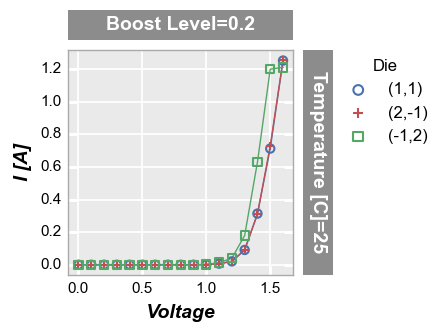 Boost Level=0.2
Die
(1,1)
(2,-1)
(-1,2)
Temperature [C]=25
I [A]
1.2
1.0
0.8
0.6
0.4
0.2
0.0
0.0
0.5
1.0
1.5
Voltage